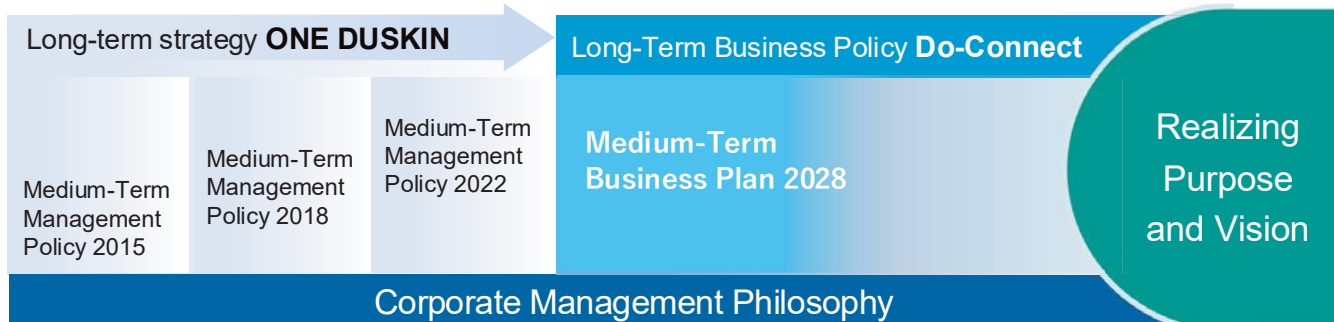 Long-term strategy ONE DUSKIN
Long-Term Business Policy Do-Connect
Medium-Term
Management
Policy 2015
Medium-Term
Management
Policy 2018
Medium-Term
Management
Policy 2022
Medium-Term
Business Plan 2028
Realizing
Purpose
and Vision
Corporate Management Philosophy